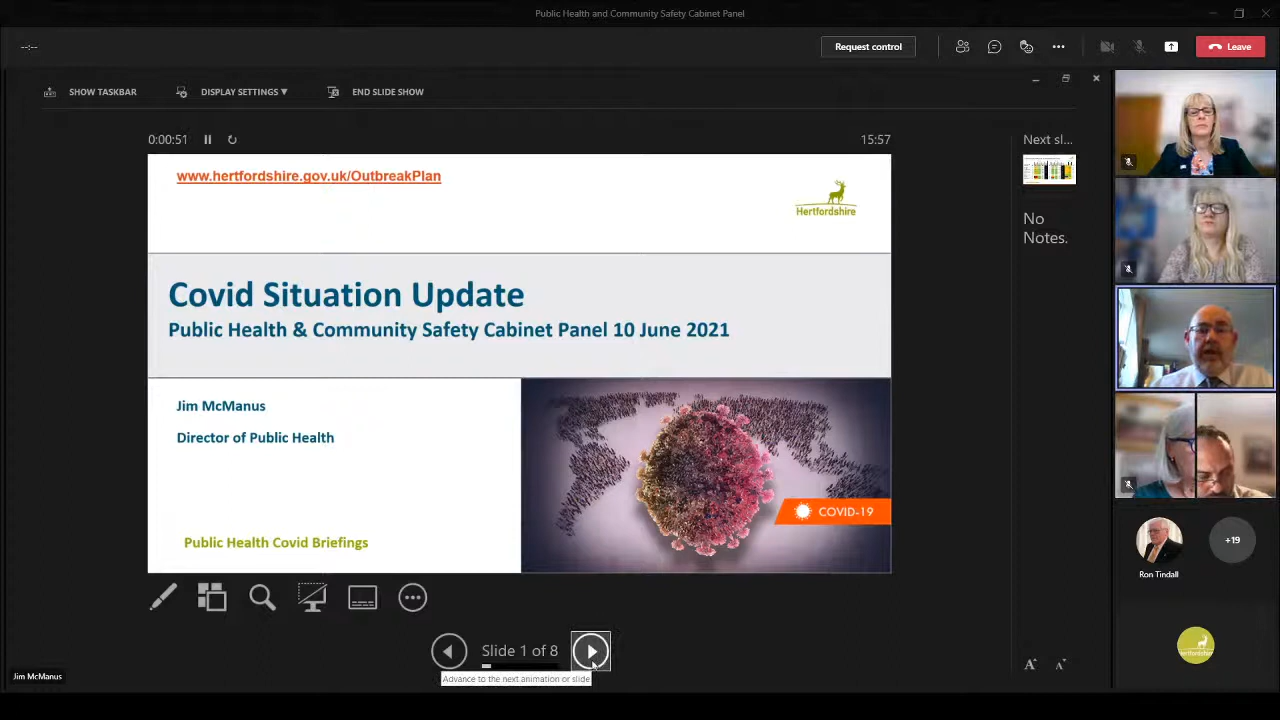 Public Health and Community Safety Cabinet Panel
--:--
Request control
Leave
SHOW TASKBAR
DISPLAY SETTINGS ▼
END SLIDE SHOW
0:00:51
15:57
Next sl...
www.hertfordshire.gov.uk/OutbreakPlan
Hertfordshire
No
Notes.
Covid Situation Update
Public Health & Community Safety Cabinet Panel 10 June 2021
Jim McManus
Director of Public Health
COVID-19
Public Health Covid Briefings
+19
Ron Tindall
Slide 1 of 8
Advance to the next animation or slide
Hertfordshire
A A
Jim McManus